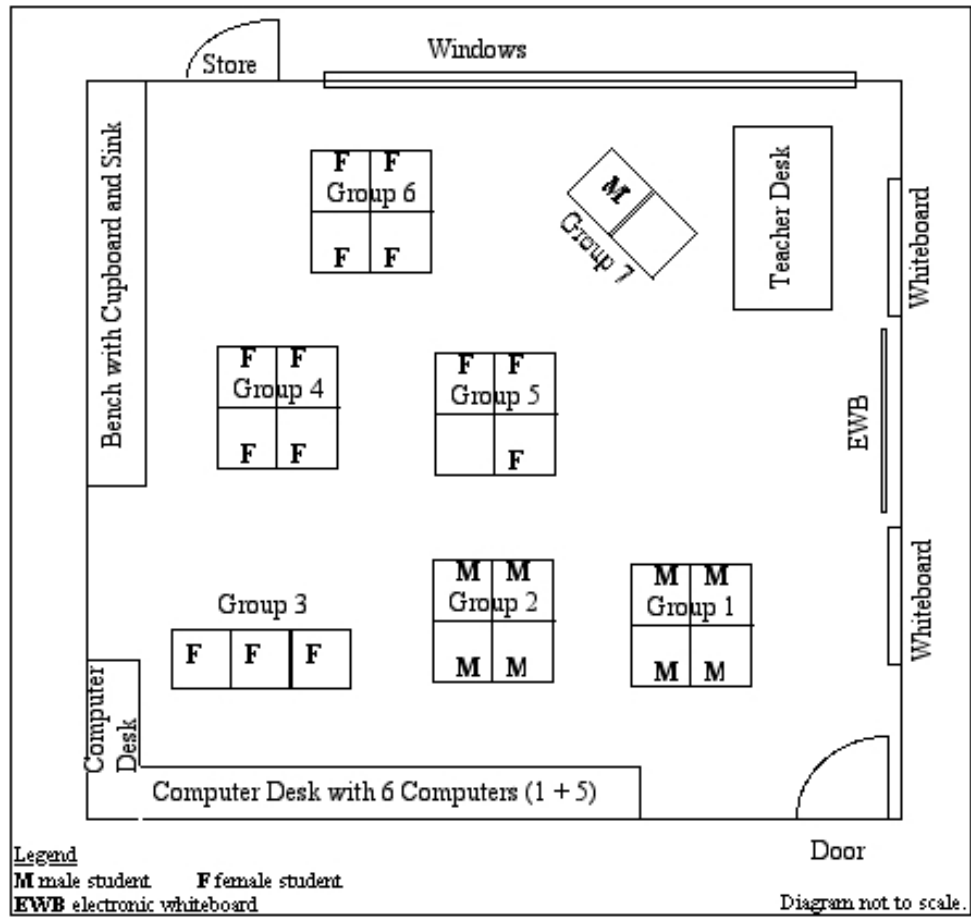 Store
Windows
Bench with Cupboard and Sink
F F
Group 6
F F
M
Group 7
Teacher Desk
Whiteboard
F F
Group 4
F F
F F
Group 5
F
EWB
Group 3
F F F
M M
Group 2
M M
M M
Group 1
M M
Whiteboard
Computer
Desk
Computer Desk with 6 Computers (1 + 5)
Door
Legend
M male student F female student
EWB electronic whiteboard
Diagram not to scale.